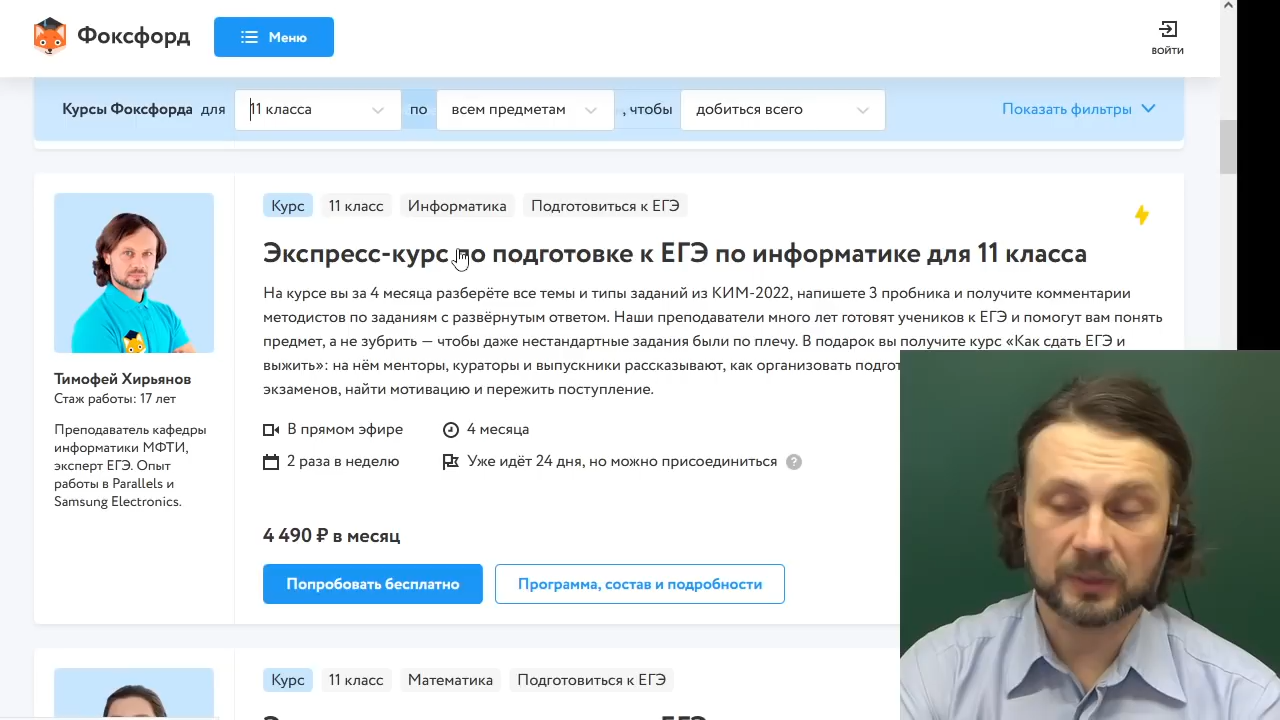 Фоксфорд
Меню
ВОЙТИ
Курсы Фоксфорда для 11 класса по всем предметам , чтобы добиться всего
Показать фильтры
Курс 11 класс Информатика Подготовиться к ЕГЭ
Экспресс-курс по подготовке к ЕГЭ по информатике для 11 класса
На курсе вы за 4 месяца разберёте все темы и типы заданий из КИМ-2022, напишете 3 пробника и получите комментарии
методистов по заданиям с развёрнутым ответом. Наши преподаватели много лет готовят учеников к ЕГЭ и помогут вам понять
предмет, а не зубрить — чтобы даже нестандартные задания были по плечу. В подарок вы получите курс «Как сдать ЕГЭ и
выжить»: на нём менторы, кураторы и выпускники рассказывают, как организовать
экзаменов, найти мотивацию и пережить поступление.
Тимофей Хирьянов
Стаж работы: 17 лет
Преподаватель кафедры
информатики МФТИ,
эксперт ЕГЭ. Опыт
работы в Parallels и
Samsung Electronics.
В прямом эфире
4 месяца
2 раза в неделю
Уже идёт 24 дня, но можно присоединиться ?
4 490 ₽ в месяц
Попробовать бесплатно
Программа, состав и подробности
Курс 11 класс Математика Подготовиться к ЕГЭ